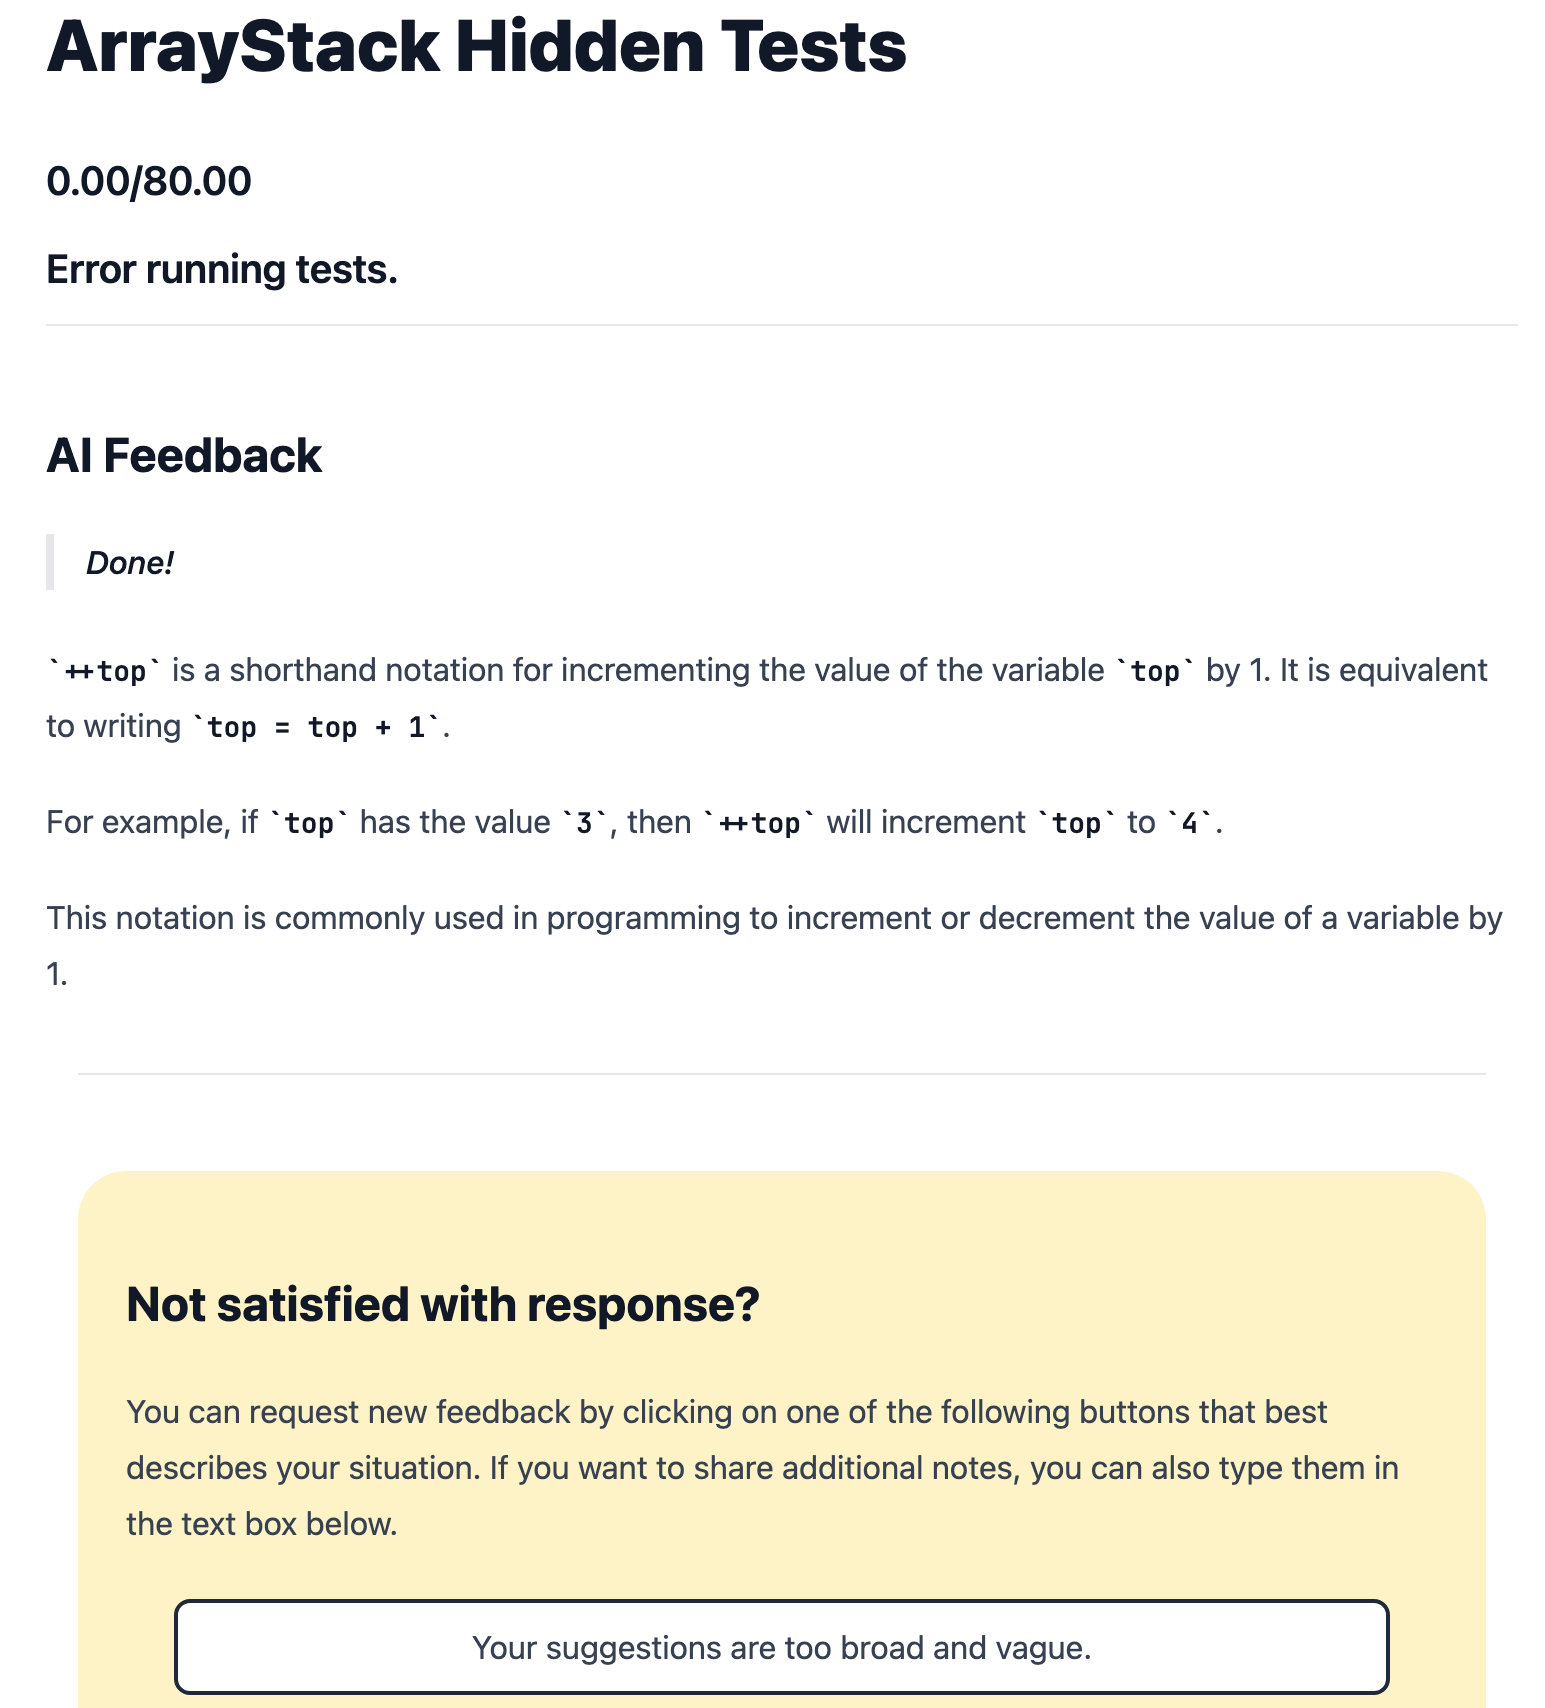 ArrayStack Hidden Tests
0.00/80.00
Error running tests.
AI Feedback
Done!
`++top` is a shorthand notation for incrementing the value of the variable `top` by 1. It is equivalent
to writing `top = top + 1`.
For example, if `top` has the value `3`, then `++top` will increment `top` to `4`.
This notation is commonly used in programming to increment or decrement the value of a variable by
1.
Not satisfied with response?
You can request new feedback by clicking on one of the following buttons that best
describes your situation. If you want to share additional notes, you can also type them in
the text box below.
Your suggestions are too broad and vague.